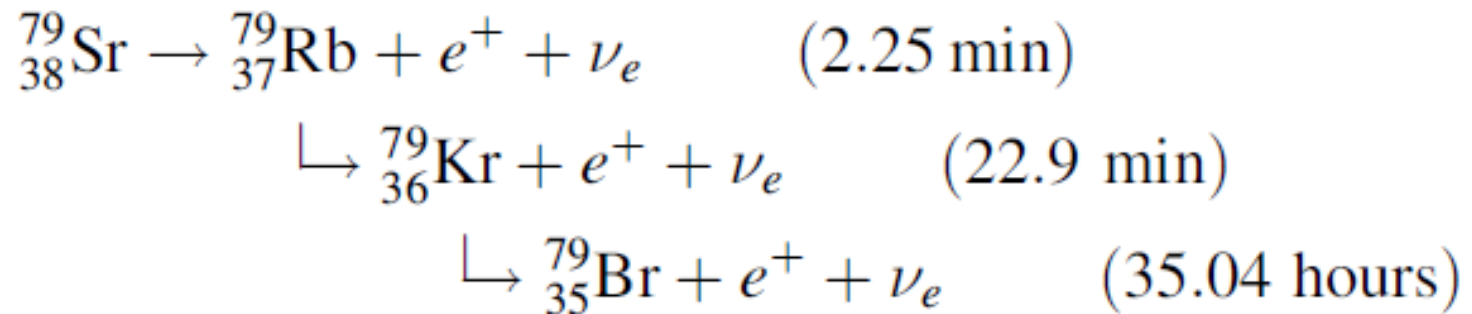 ⁷⁹₃₈Sr → ⁷⁹₃₇Rb + e⁺ + νₑ (2.25 min)
↳ ⁷⁹₃₆Kr + e⁺ + νₑ (22.9 min)
↳ ⁷⁹₃₅Br + e⁺ + νₑ (35.04 hours)